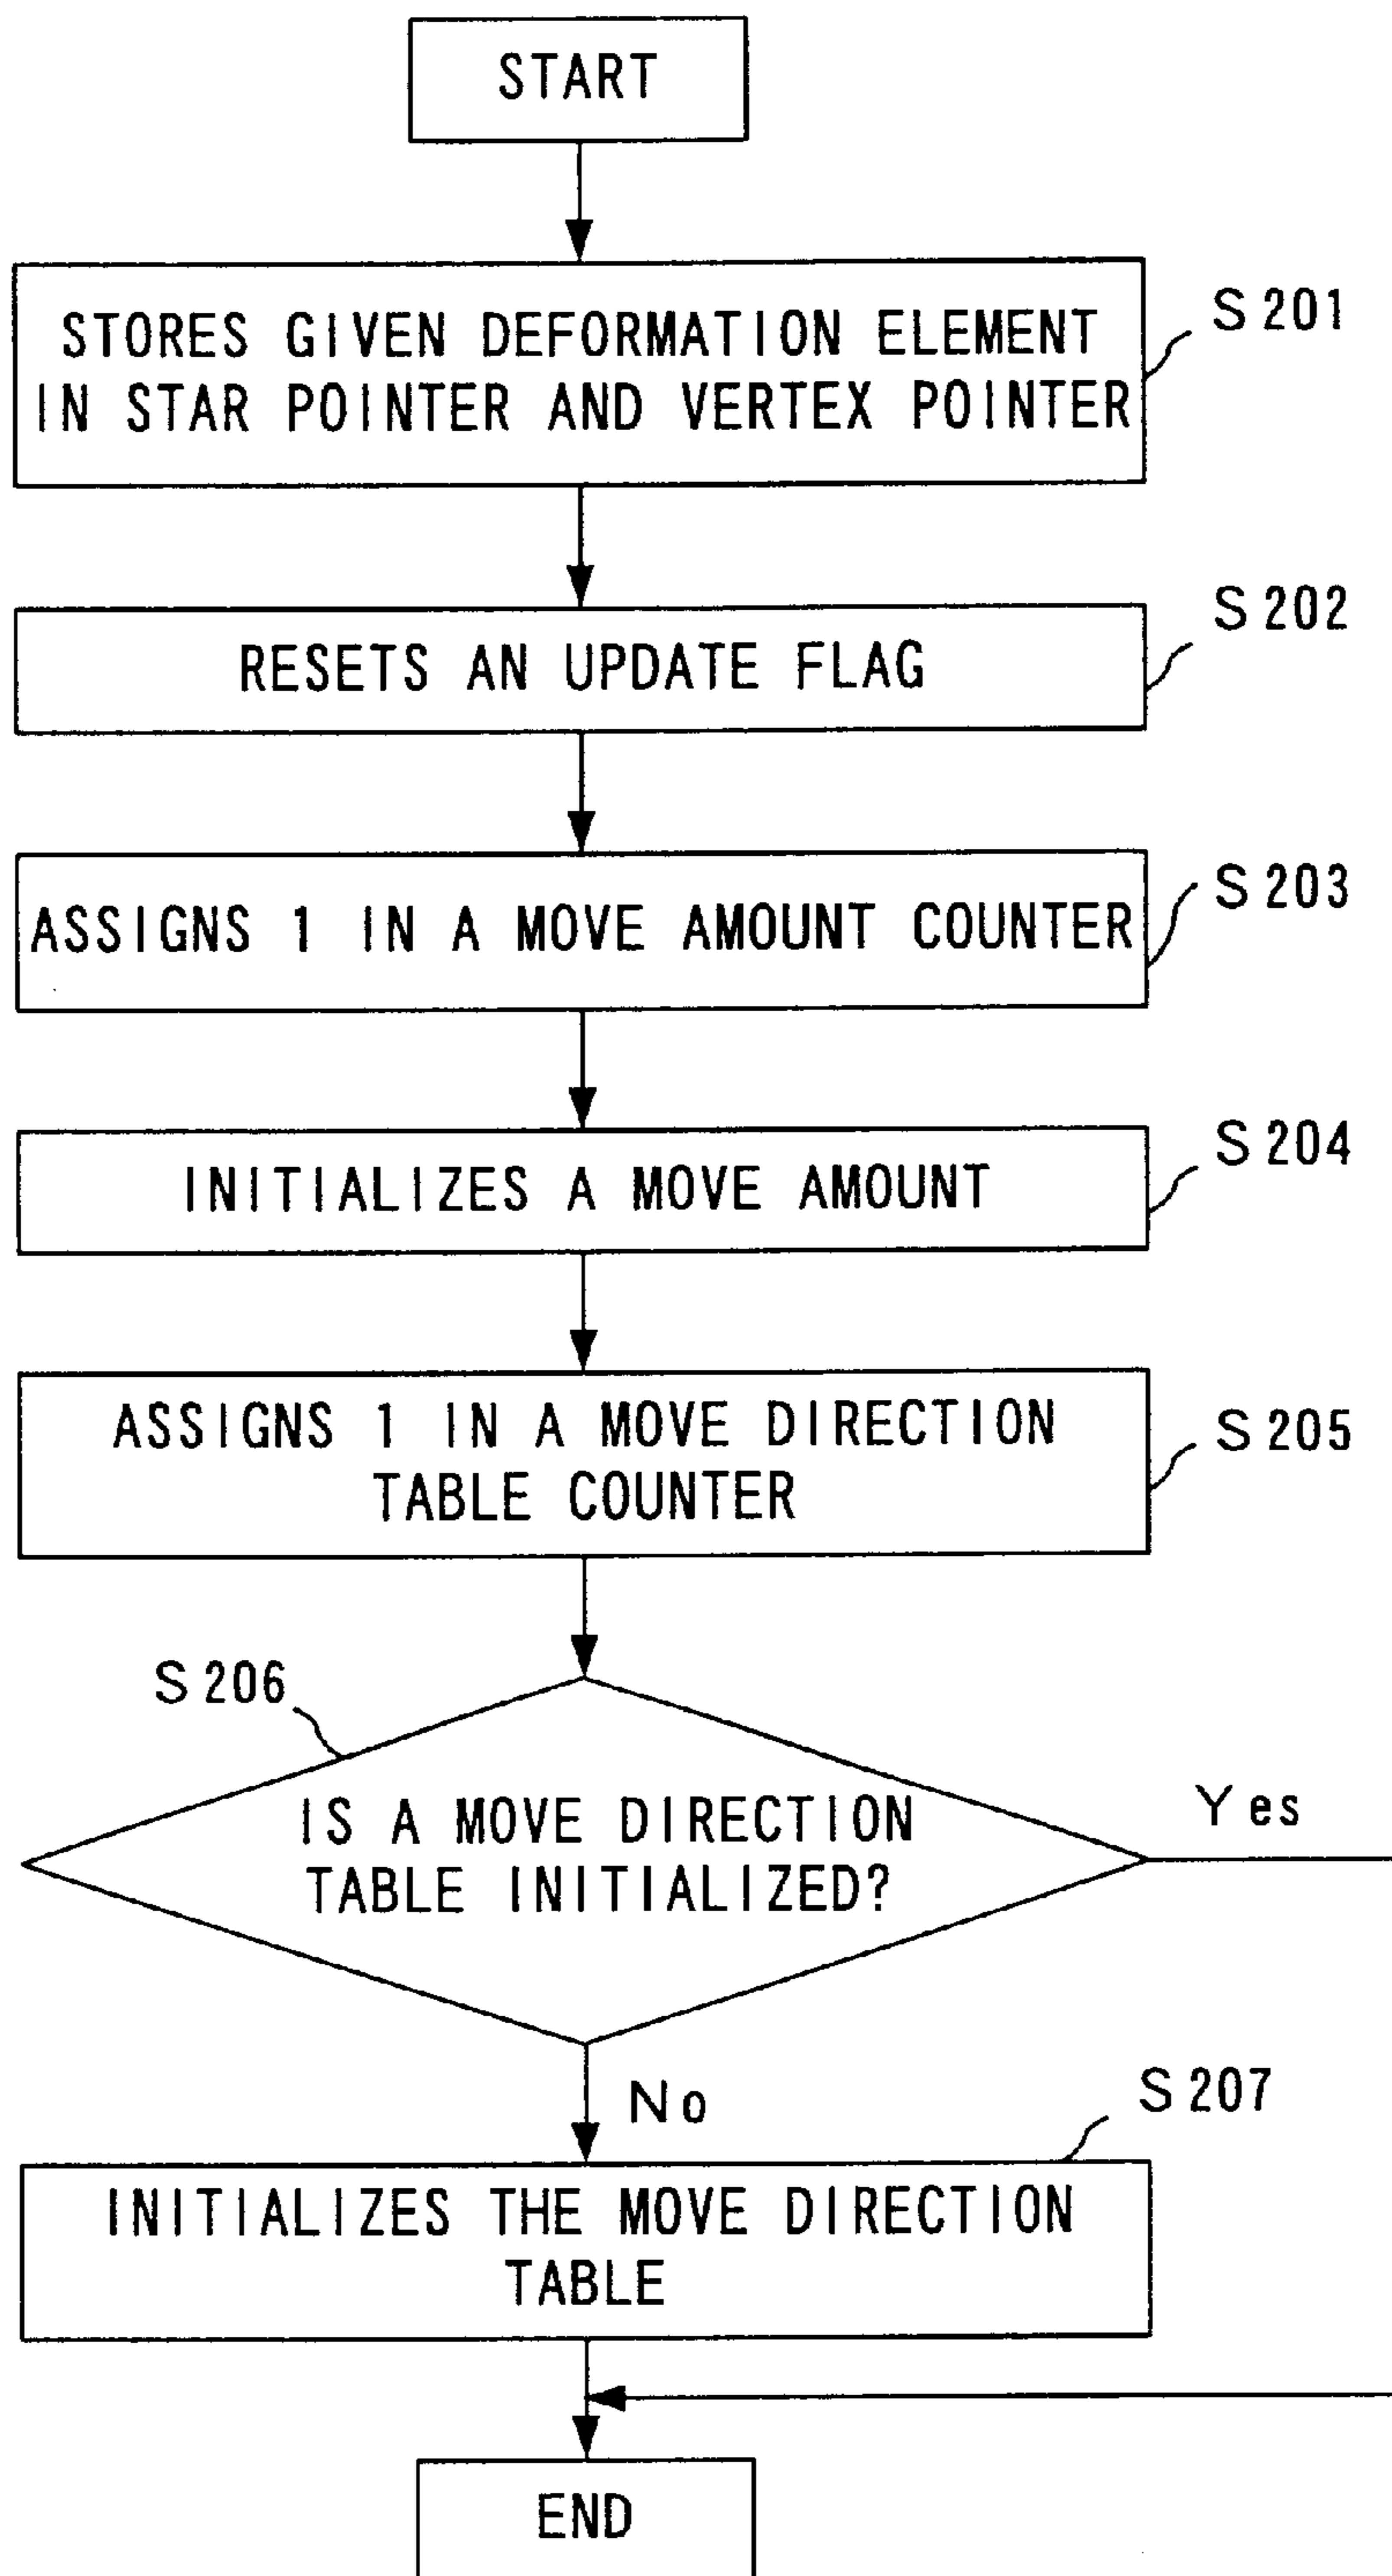 START
STORES GIVEN DEFORMATION ELEMENT
IN STAR POINTER AND VERTEX POINTER
S201
RESETS AN UPDATE FLAG
S202
ASSIGNS 1 IN A MOVE AMOUNT COUNTER
S203
INITIALIZES A MOVE AMOUNT
S204
ASSIGNS 1 IN A MOVE DIRECTION
TABLE COUNTER
S205
S206
IS A MOVE DIRECTION
TABLE INITIALIZED?
Yes
No
S207
INITIALIZES THE MOVE DIRECTION
TABLE
END